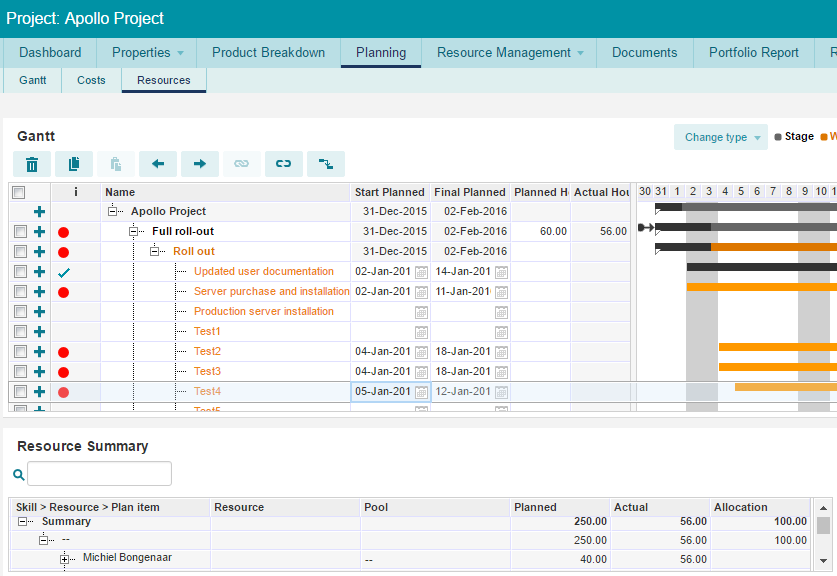 Project: Apollo Project
Dashboard Properties Product Breakdown Planning Resource Management Documents Portfolio Report R
Gantt Costs Resources
Gantt
Change type Stage W
i Name Start Planned Final Planned Planned H Actual Hou 30 31 1 2 3 4 5 6 7 8 9 10 1
Apollo Project 31-Dec-2015 02-Feb-2016
Full roll-out 31-Dec-2015 02-Feb-2016 60.00 56.00
Roll out 31-Dec-2015 02-Feb-2016
Updated user documentation 02-Jan-201 14-Jan-201
Server purchase and installation 02-Jan-201 11-Jan-201
Production server installation
Test1
Test2 04-Jan-201 18-Jan-201
Test3 04-Jan-201 18-Jan-201
Test4 05-Jan-201 12-Jan-201
Test5
Resource Summary
Skill > Resource > Plan item Resource Pool Planned Actual Allocation
Summary 250.00 56.00 100.00
-- 250.00 56.00 100.00
Michiel Bongenaar -- 40.00 56.00